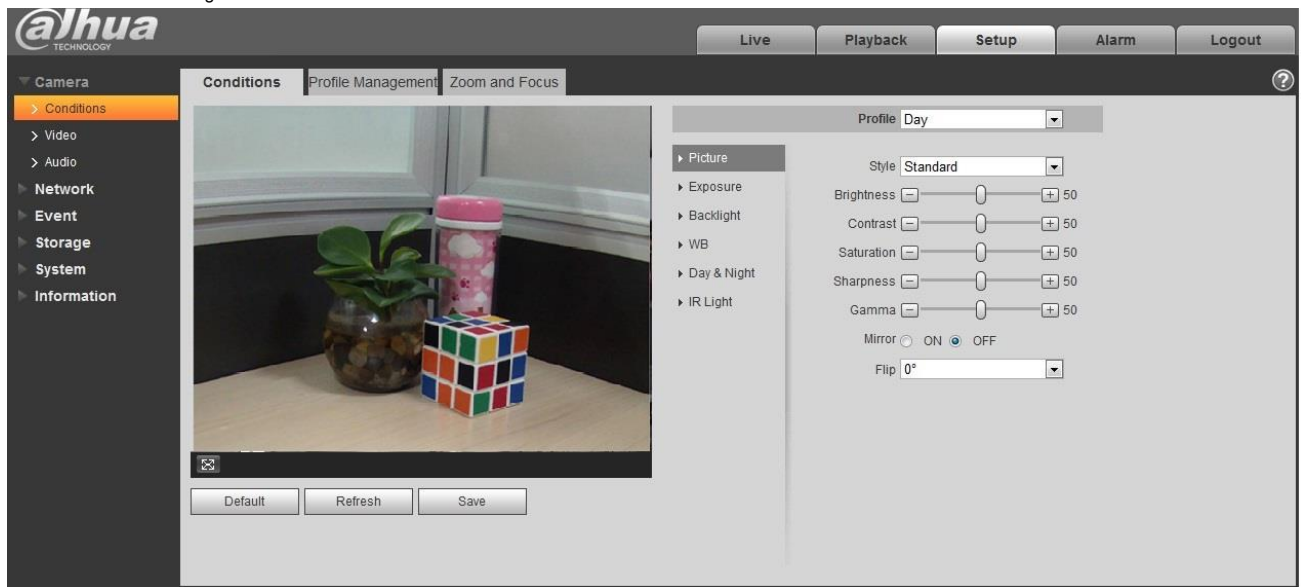 alhua
TECHNOLOGY
Live Playback Setup Alarm Logout
Camera
Conditions
Video
Audio
Network
Event
Storage
System
Information
Conditions Profile Management Zoom and Focus
?
Profile Day
Picture
Exposure
Backlight
WB
Day & Night
IR Light
Style Standard
Brightness 50
Contrast 50
Saturation 50
Sharpness 50
Gamma 50
Mirror ON OFF
Flip 0°
Default Refresh Save